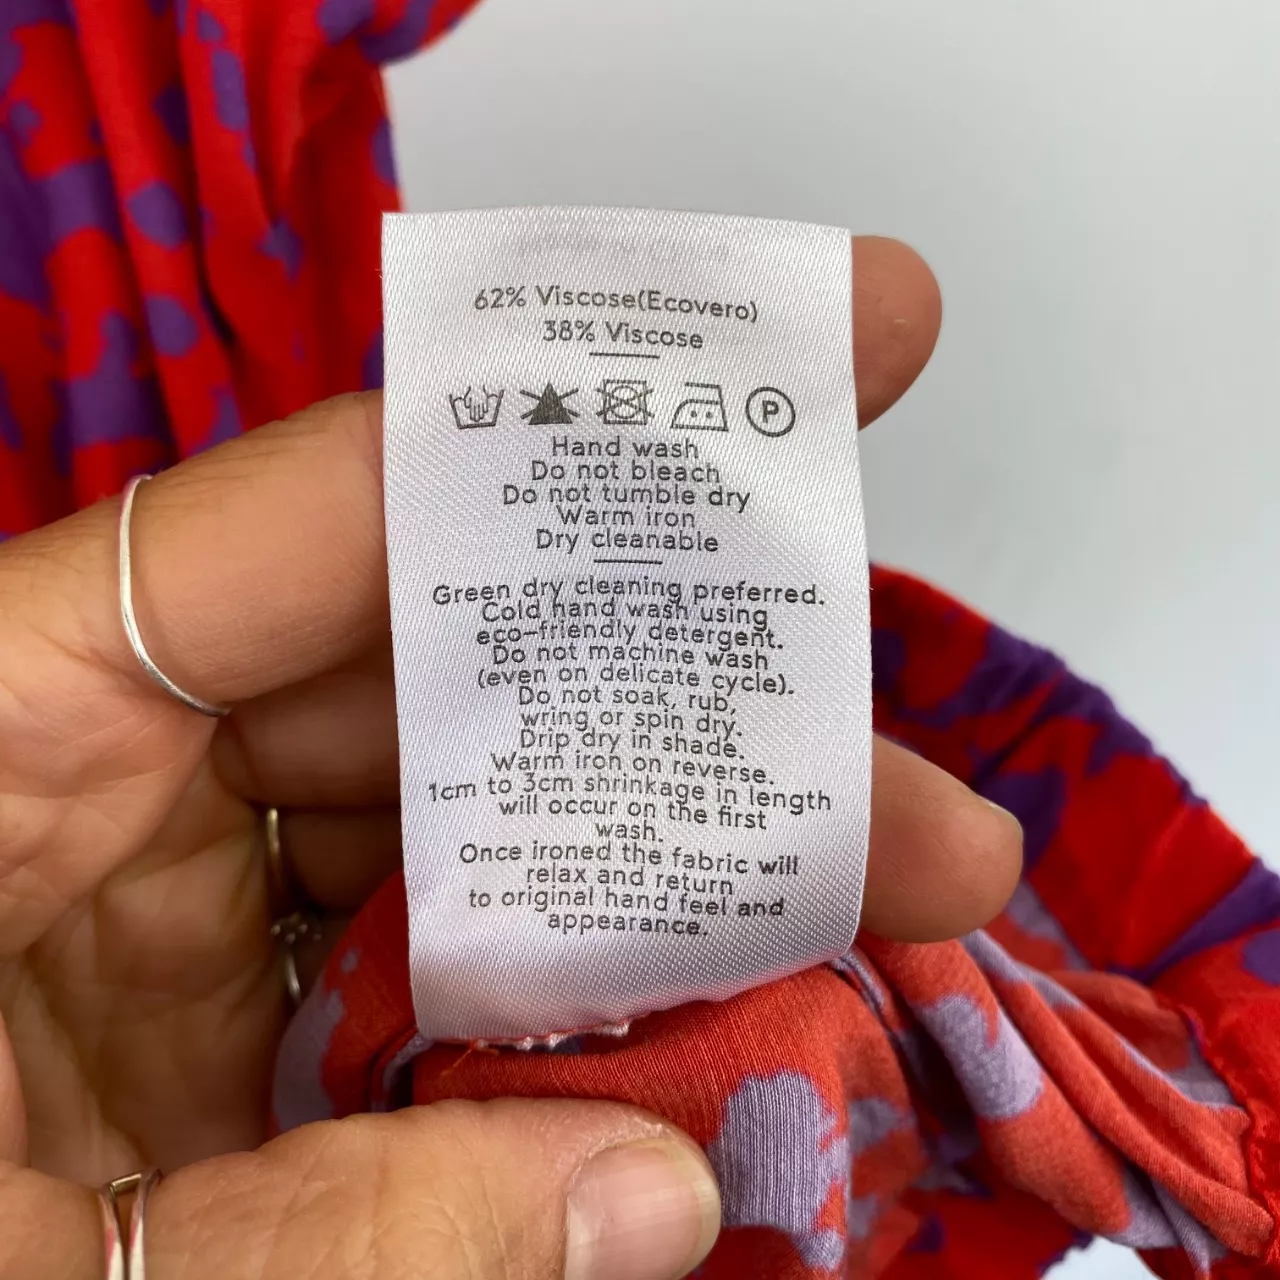 62% Viscose(Ecovero)
38% Viscose
P
Hand wash
Do not bleach
Do not tumble dry
Warm iron
Dry cleanable
Green dry cleaning preferred.
Cold hand wash using
eco-friendly detergent.
Do not machine wash
(even on delicate cycle).
Do not soak, rub,
wring or spin dry.
Drip dry in shade.
Warm iron on reverse.
1cm to 3cm shrinkage in length
will occur on the first
wash.
Once ironed the fabric will
relax and return
to original hand feel and
appearance.